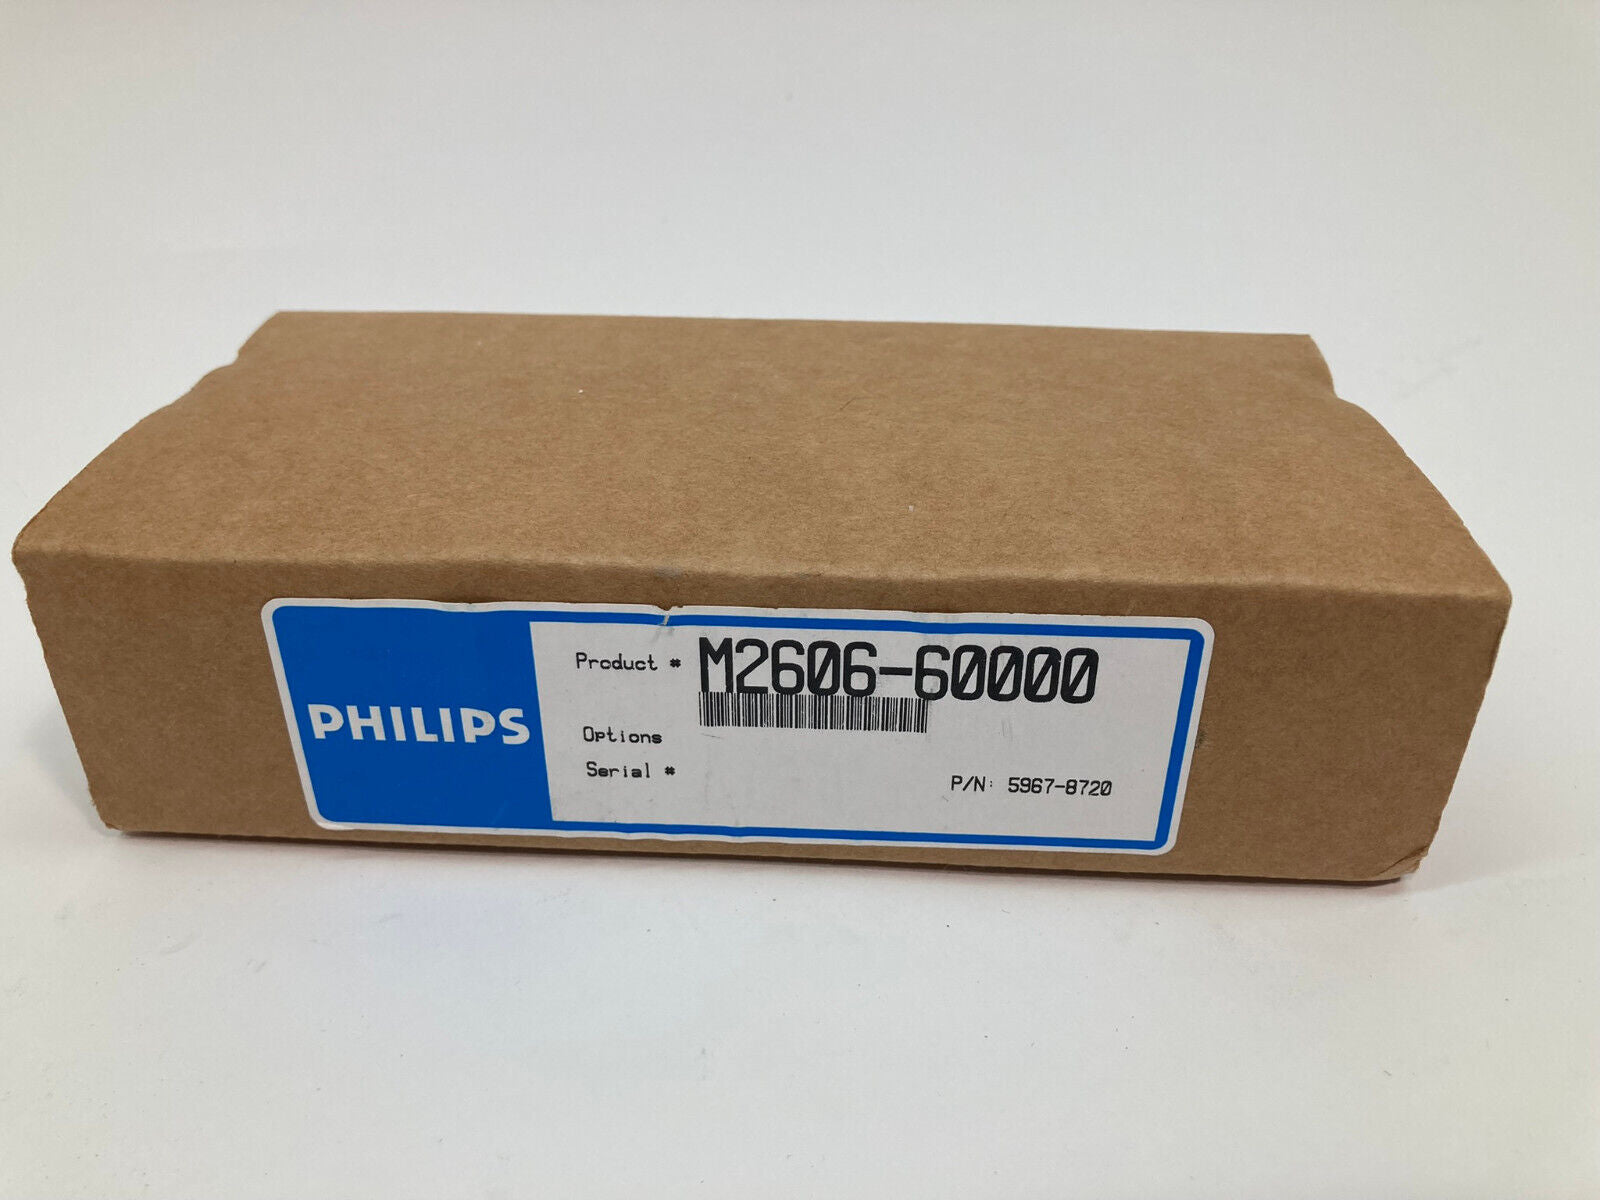 PHILIPS
Product # M2606-60000
Options
Serial #
P/N: 5967-8720